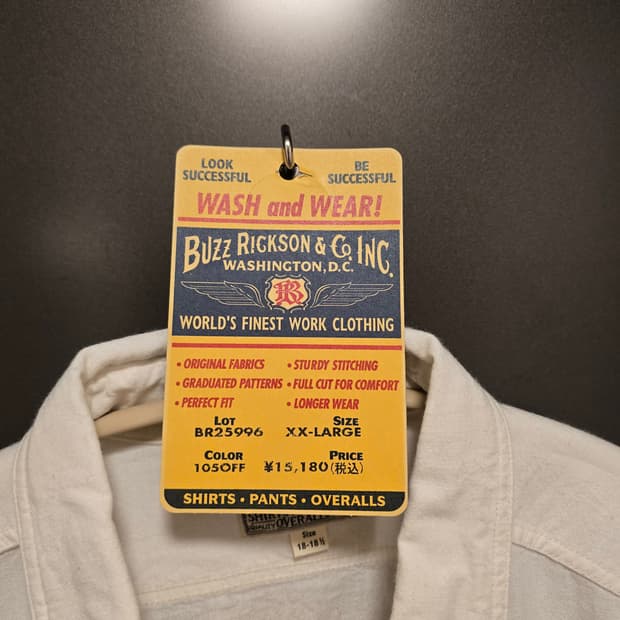 LOOK SUCCESSFUL
BE SUCCESSFUL
WASH and WEAR!
BUZZ RICKSON & Co. INC.
WASHINGTON, D.C.
BR
WORLD'S FINEST WORK CLOTHING
• ORIGINAL FABRICS • STURDY STITCHING
• GRADUATED PATTERNS • FULL CUT FOR COMFORT
• PERFECT FIT • LONGER WEAR
LOT SIZE
BR25996 XX-LARGE
COLOR PRICE
105OFF ¥15,180(税込)
SHIRTS • PANTS • OVERALLS
OVERALL
Size
18-18½